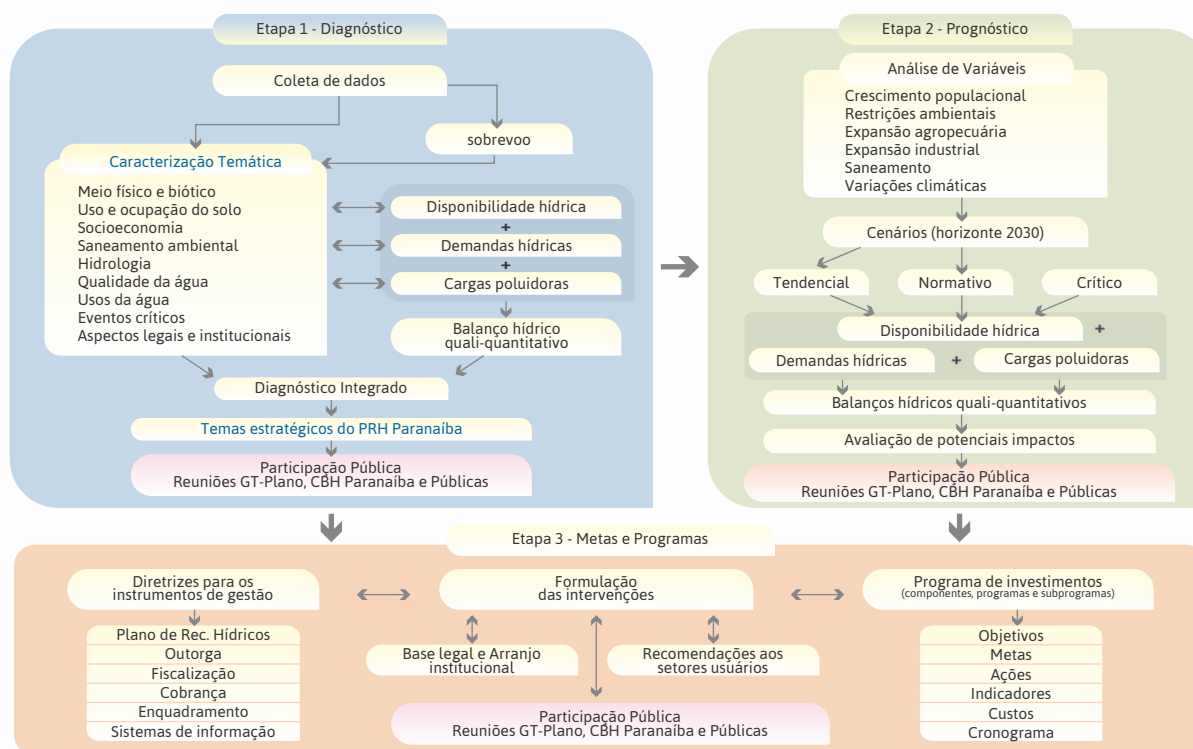 Etapa 1 - Diagnóstico
Coleta de dados
sobrevoo
Caracterização Temática
Meio físico e biótico
Uso e ocupação do solo
Socioeconomia
Saneamento ambiental
Hidrologia
Qualidade da água
Usos da água
Eventos críticos
Aspectos legais e institucionais
Disponibilidade hídrica
+
Demandas hídricas
+
Cargas poluidoras
Balanço hídrico
quali-quantitativo
Diagnóstico Integrado
Temas estratégicos do PRH Paranaíba
Participação Pública
Reuniões GT-Plano, CBH Paranaíba e Públicas
Etapa 2 - Prognóstico
Análise de Variáveis
Crescimento populacional
Restrições ambientais
Expansão agropecuária
Expansão industrial
Saneamento
Variações climáticas
Cenários (horizonte 2030)
Tendencial
Normativo
Crítico
Disponibilidade hídrica +
Demandas hídricas + Cargas poluidoras
Balanços hídricos quali-quantitativos
Avaliação de potenciais impactos
Participação Pública
Reuniões GT-Plano, CBH Paranaíba e Públicas
Etapa 3 - Metas e Programas
Diretrizes para os
instrumentos de gestão
Plano de Rec. Hídricos
Outorga
Fiscalização
Cobrança
Enquadramento
Sistemas de informação
Formulação
das intervenções
Base legal e Arranjo
institucional
Recomendações aos
setores usuários
Participação Pública
Reuniões GT-Plano, CBH Paranaíba e Públicas
Programa de investimentos
(componentes, programas e subprogramas)
Objetivos
Metas
Ações
Indicadores
Custos
Cronograma